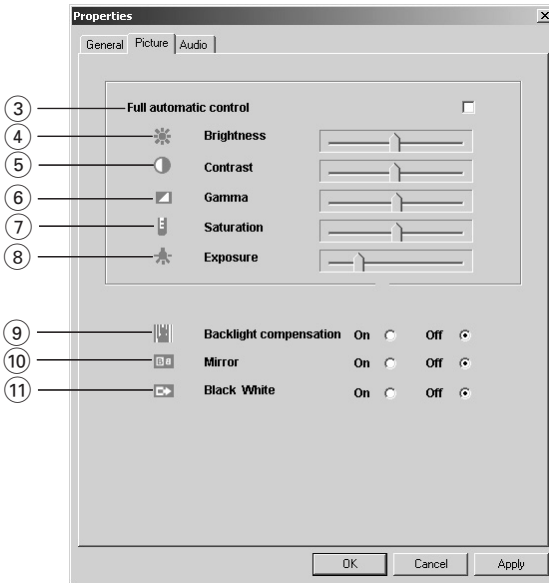 Properties
General Picture Audio
3 Full automatic control
4 Brightness
5 Contrast
6 Gamma
7 Saturation
8 Exposure
9 Backlight compensation On Off
10 Mirror On Off
11 Black White On Off
OK Cancel Apply